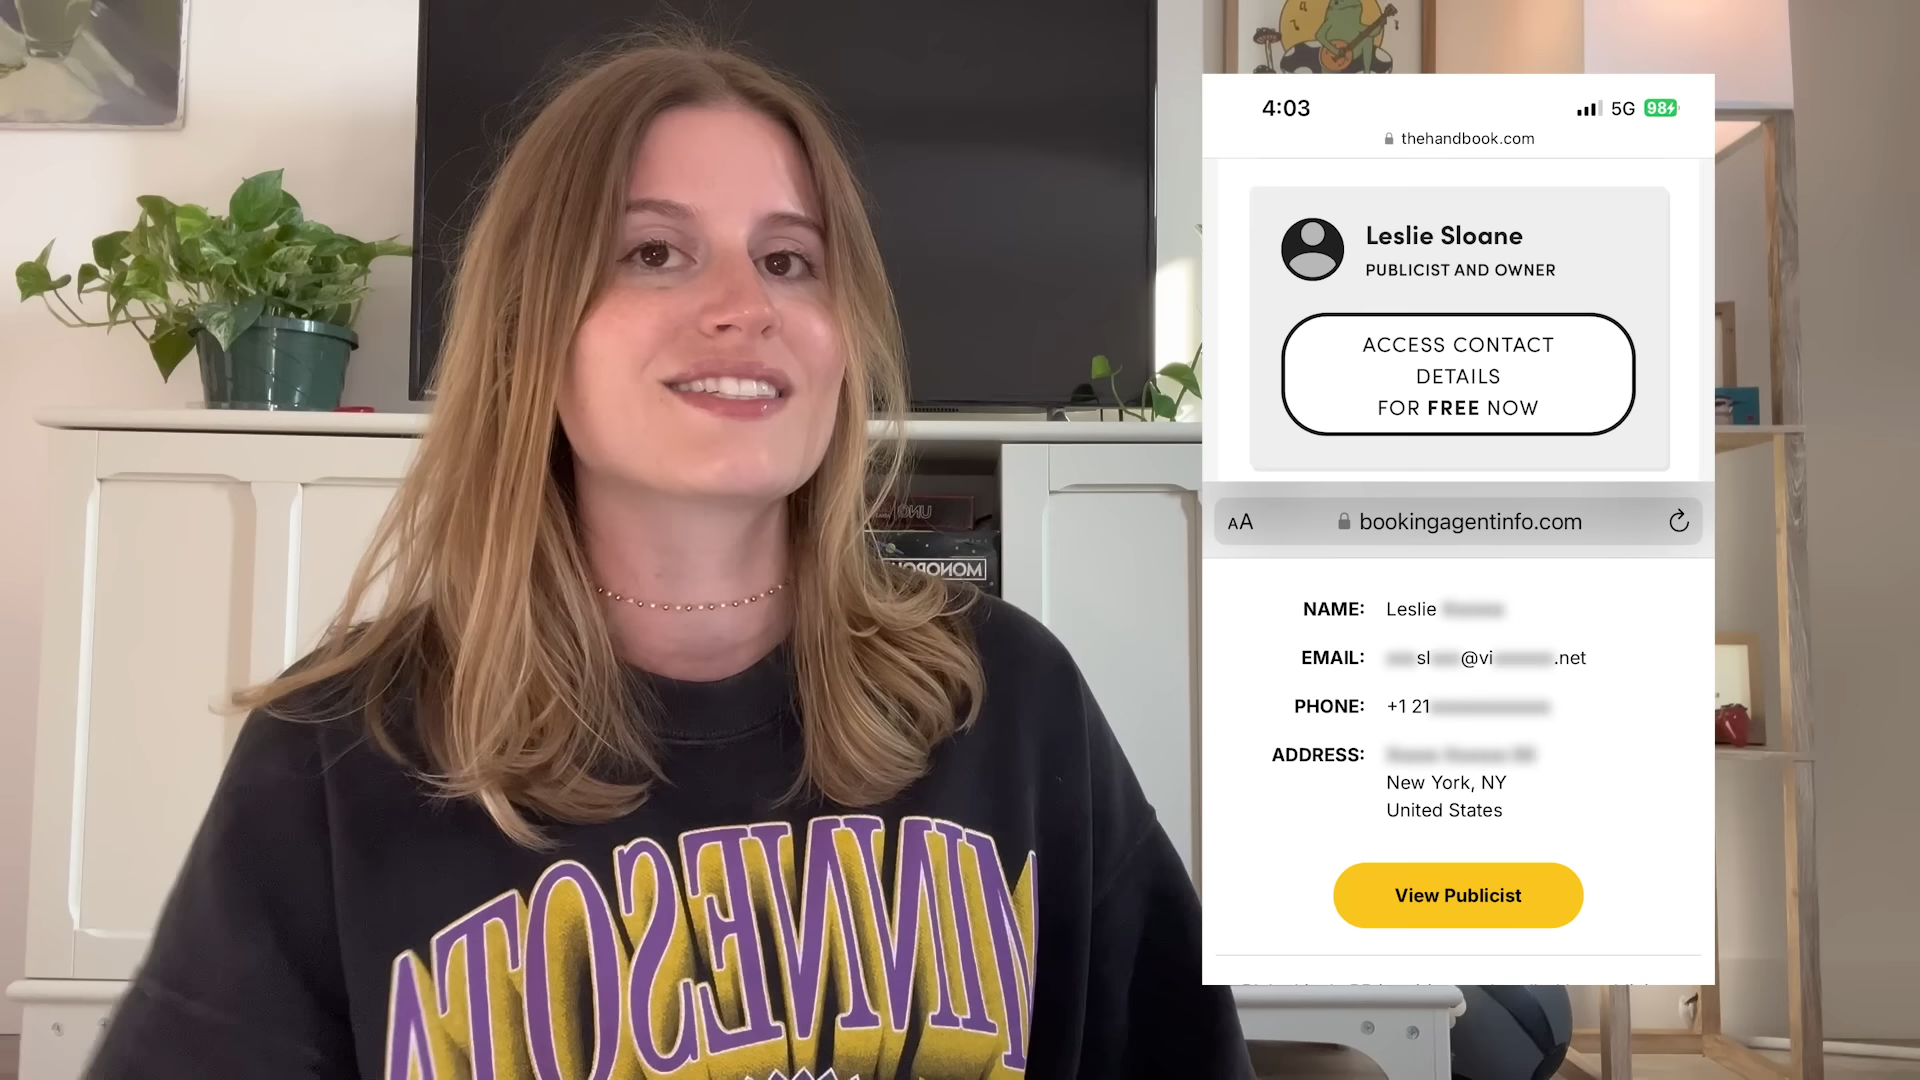 4:03
5G 98
thehandbook.com
Leslie Sloane
PUBLICIST AND OWNER
ACCESS CONTACT
DETAILS
FOR FREE NOW
AA bookingagentinfo.com
NAME: Leslie
EMAIL: sl @vi .net
PHONE: +1 21
ADDRESS:
New York, NY
United States
View Publicist
UNO
MONOPO
MINNESOTA